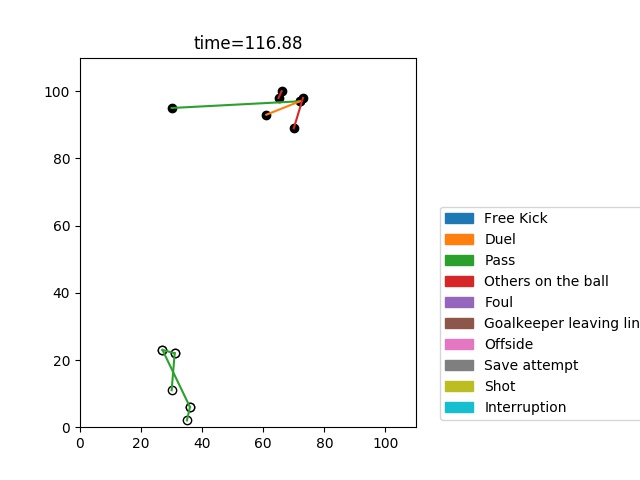 time=116.88
100
80
60
40
20
0
0 20 40 60 80 100
Free Kick
Duel
Pass
Others on the ball
Foul
Goalkeeper leaving lin
Offside
Save attempt
Shot
Interruption